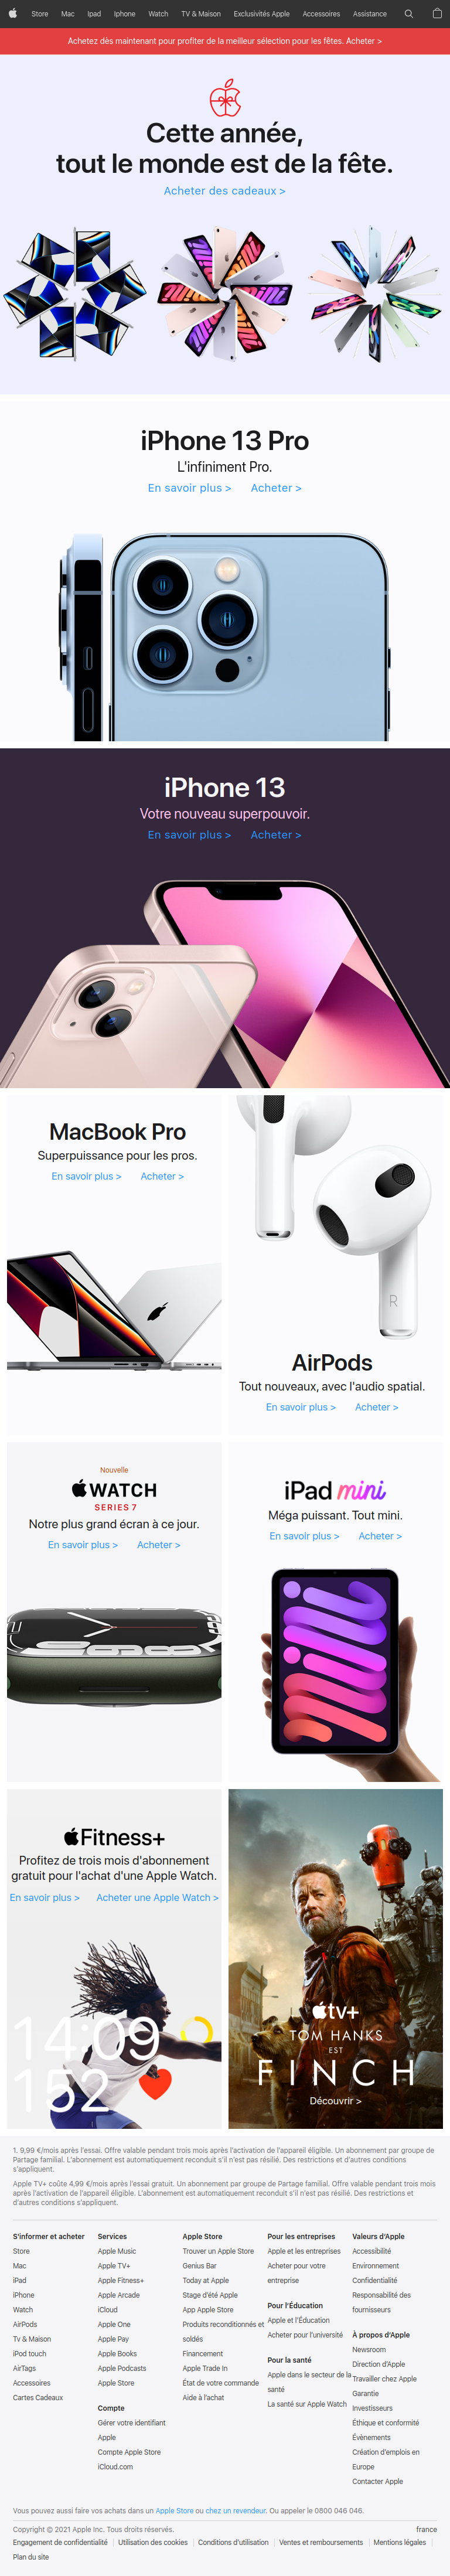 Store Mac Ipad Iphone Watch TV & Maison Exclusivités Apple Accessoires Assistance
Achetez dès maintenant pour profiter de la meilleur sélection pour les fêtes. Acheter >
Cette année,
tout le monde est de la fête.
Acheter des cadeaux >
iPhone 13 Pro
L'infiniment Pro.
En savoir plus > Acheter >
iPhone 13
Votre nouveau superpouvoir.
En savoir plus > Acheter >
MacBook Pro
Superpuissance pour les pros.
En savoir plus > Acheter >
R
AirPods
Tout nouveaux, avec l'audio spatial.
En savoir plus > Acheter >
Nouvelle
WATCH
SERIES 7
Notre plus grand écran à ce jour.
En savoir plus > Acheter >
iPad mini
Méga puissant. Tout mini.
En savoir plus > Acheter >
Fitness+
Profitez de trois mois d'abonnement
gratuit pour l'achat d'une Apple Watch.
En savoir plus > Acheter une Apple Watch >
14:09
152
tv+
TOM HANKS
EST
FINCH
Découvrir >
1. 9,99 €/mois après l'essai. Offre valable pendant trois mois après l'activation de l'appareil éligible. Un abonnement par groupe de
Partage familial. L'abonnement est automatiquement reconduit s'il n'est pas résilié. Des restrictions et d'autres conditions
s'appliquent.
Apple TV+ coûte 4,99 €/mois après l'essai gratuit. Un abonnement par groupe de Partage familial. Offre valable pendant trois mois
après l'activation de l'appareil éligible. L'abonnement est automatiquement reconduit s'il n'est pas résilié. Des restrictions et
d'autres conditions s'appliquent.
S'informer et acheter
Store
Mac
iPad
iPhone
Watch
AirPods
Tv & Maison
iPod touch
AirTags
Accessoires
Cartes Cadeaux
Services
Apple Music
Apple TV+
Apple Fitness+
Apple Arcade
iCloud
Apple One
Apple Pay
Apple Books
Apple Podcasts
Apple Store
Compte
Gérer votre identifiant
Apple
Compte Apple Store
iCloud.com
Apple Store
Trouver un Apple Store
Genius Bar
Today at Apple
Stage d'été Apple
App Apple Store
Produits reconditionnés et
soldés
Financement
Apple Trade In
État de votre commande
Aide à l'achat
Pour les entreprises
Apple et les entreprises
Acheter pour votre
entreprise
Pour l'Éducation
Apple et l'Éducation
Acheter pour l'université
Pour la santé
Apple dans le secteur de la
santé
La santé sur Apple Watch
Valeurs d'Apple
Accessibilité
Environnement
Confidentialité
Responsabilité des
fournisseurs
À propos d'Apple
Newsroom
Direction d'Apple
Travailler chez Apple
Garantie
Investisseurs
Éthique et conformité
Évènements
Création d'emplois en
Europe
Contacter Apple
Vous pouvez aussi faire vos achats dans un Apple Store ou chez un revendeur. Ou appeler le 0800 046 046.
Copyright © 2021 Apple Inc. Tous droits réservés. france
Engagement de confidentialité | Utilisation des cookies | Conditions d'utilisation | Ventes et remboursements | Mentions légales |
Plan du site